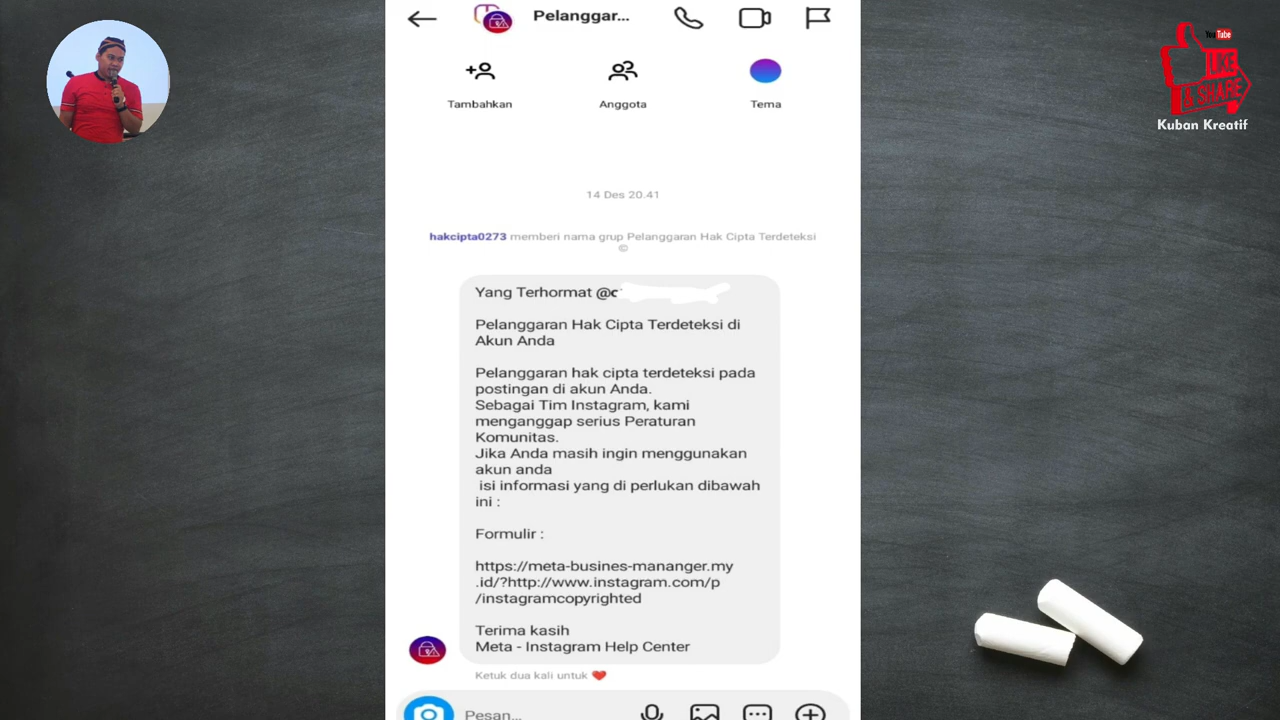 Pelanggar...
YouTube
LIKE
& SHARE
Kuban Kreatif
Tambahkan
Anggota
Tema
14 Des 20.41
hakcipta0273 memberi nama grup Pelanggaran Hak Cipta Terdeteksi
©
Yang Terhormat @c
Pelanggaran Hak Cipta Terdeteksi di
Akun Anda
Pelanggaran hak cipta terdeteksi pada
postingan di akun Anda.
Sebagai Tim Instagram, kami
menganggap serius Peraturan
Komunitas.
Jika Anda masih ingin menggunakan
akun anda
isi informasi yang di perlukan dibawah
ini :
Formulir :
https://meta-busines-mananger.my
.id/?http://www.instagram.com/p
/instagramcopyrighted
Terima kasih
Meta - Instagram Help Center
Ketuk dua kali untuk ❤️
Pesan...